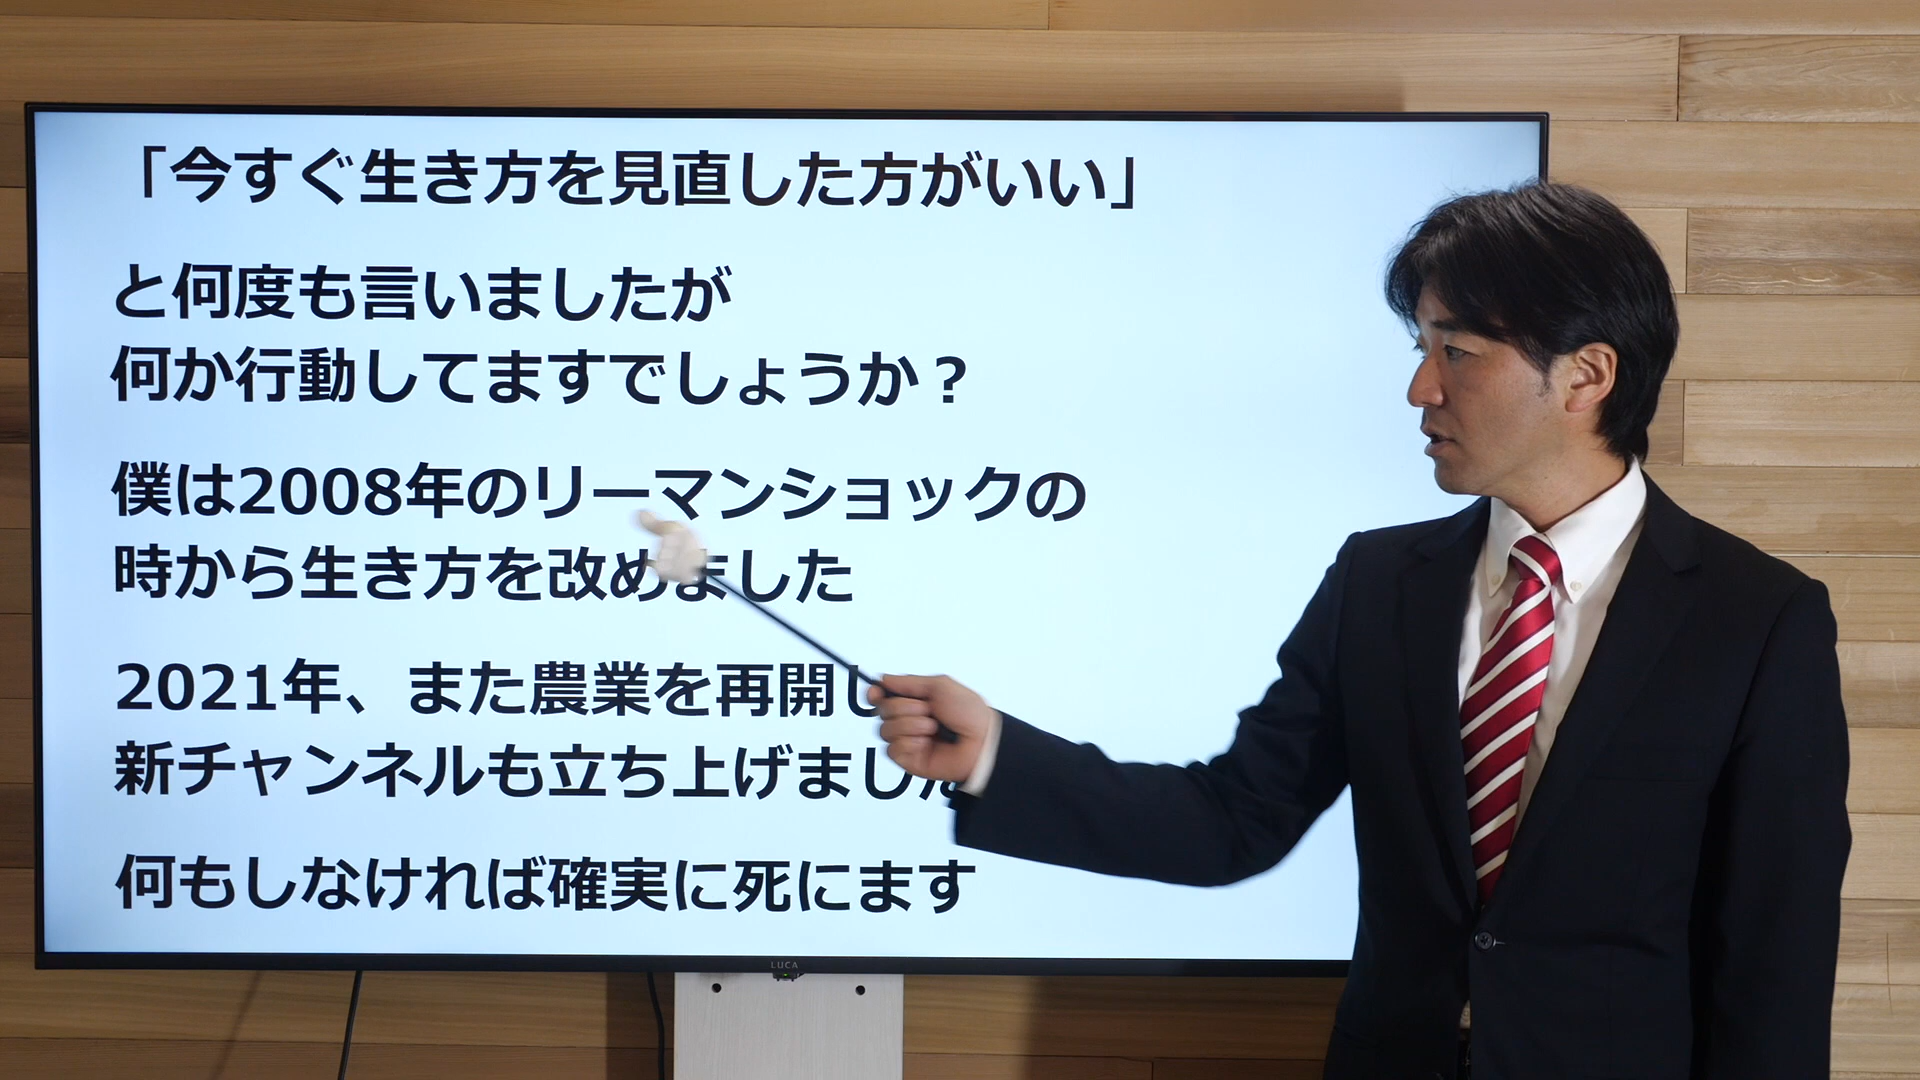 「今すぐ生き方を見直した方がいい」
と何度も言いましたが
何か行動してますでしょうか？
僕は2008年のリーマンショックの
時から生き方を改めました
2021年、また農業を再開し
新チャンネルも立ち上げました
何もしなければ確実に死にます
LUCA